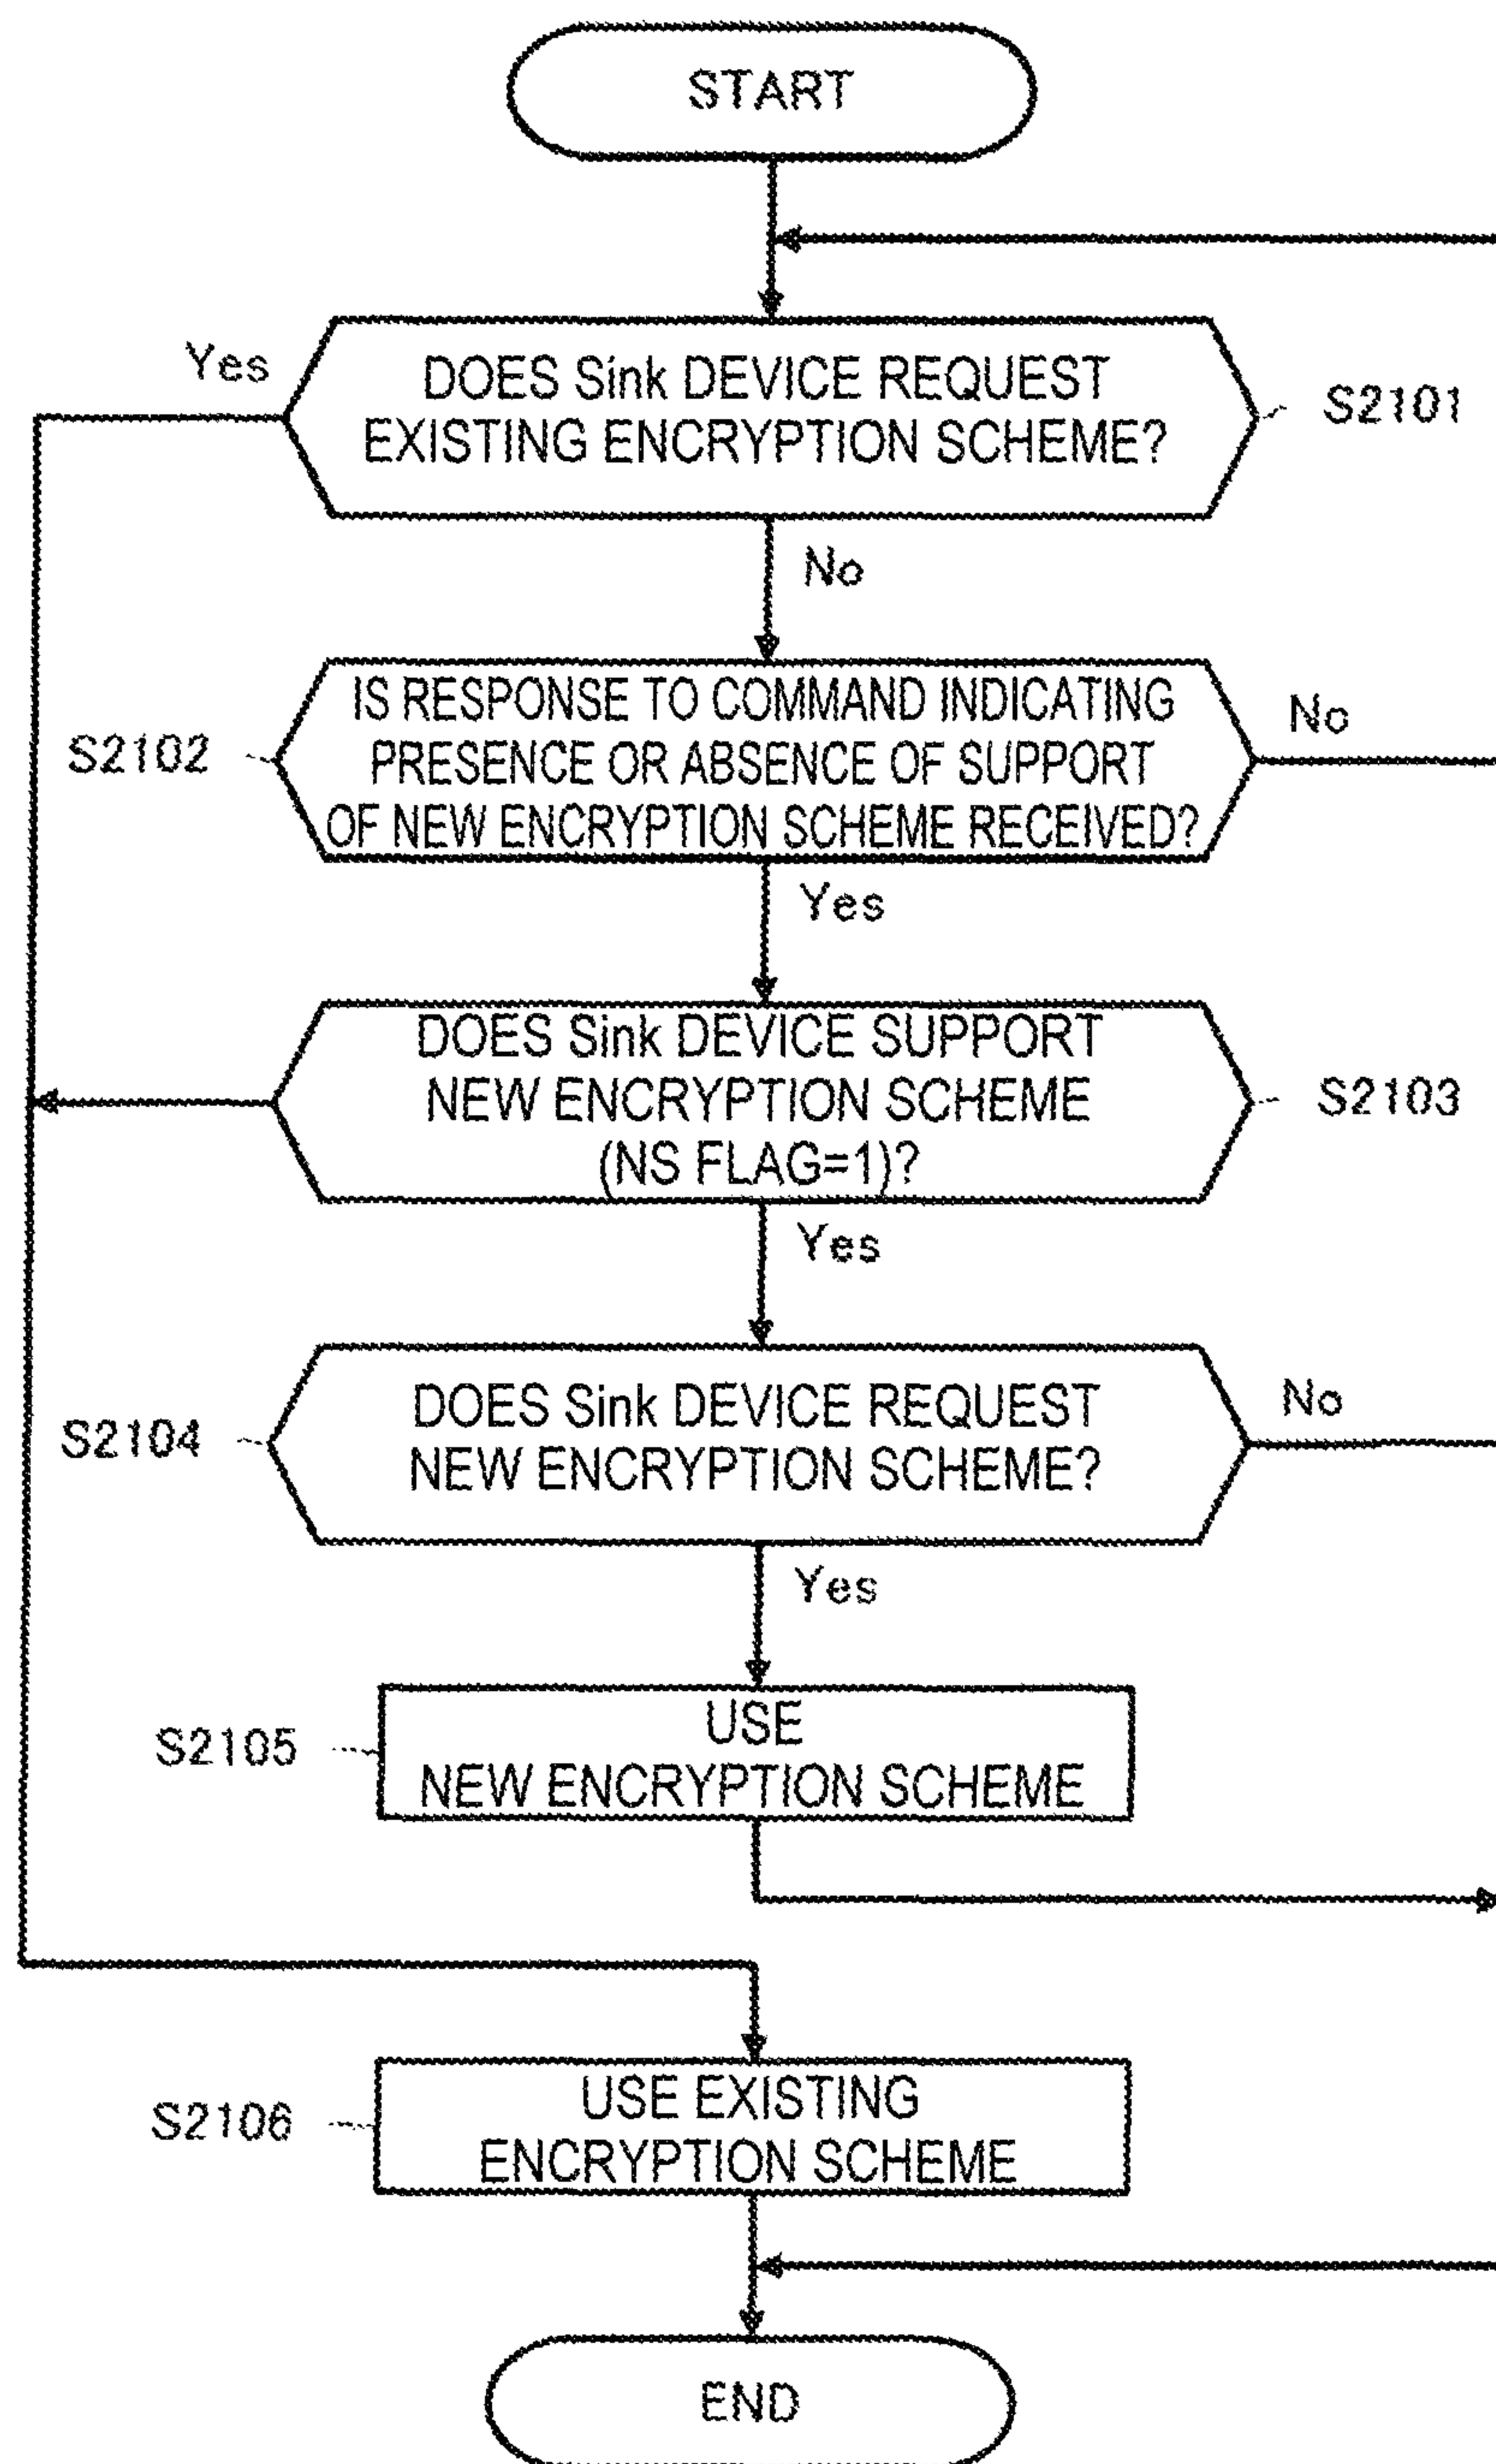 START
Yes
DOES Sink DEVICE REQUEST
EXISTING ENCRYPTION SCHEME?
S2101
No
S2102
IS RESPONSE TO COMMAND INDICATING
PRESENCE OR ABSENCE OF SUPPORT
OF NEW ENCRYPTION SCHEME RECEIVED?
No
Yes
DOES Sink DEVICE SUPPORT
NEW ENCRYPTION SCHEME
(NS FLAG=1)?
S2103
Yes
S2104
DOES Sink DEVICE REQUEST
NEW ENCRYPTION SCHEME?
No
Yes
S2105
USE
NEW ENCRYPTION SCHEME
S2106
USE EXISTING
ENCRYPTION SCHEME
END